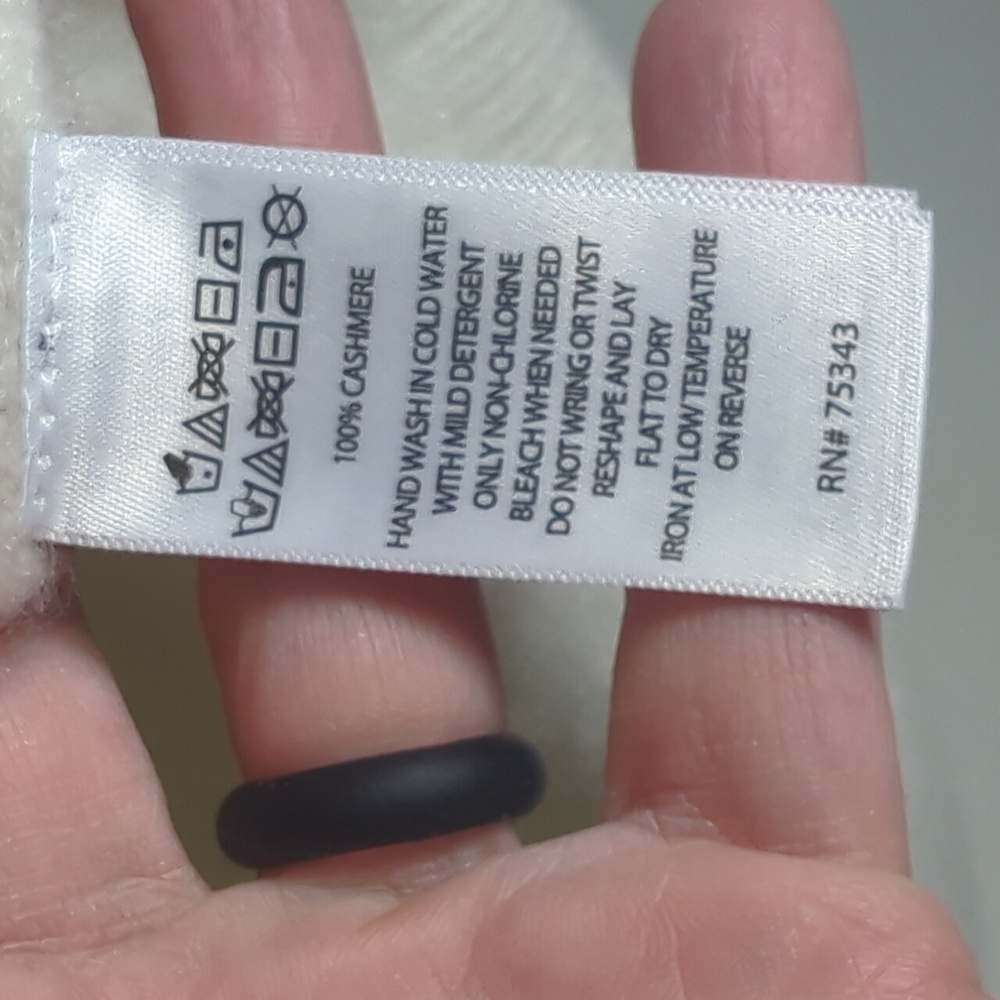 100% CASHMERE
HAND WASH IN COLD WATER
WITH MILD DETERGENT
ONLY NON-CHLORINE
BLEACH WHEN NEEDED
DO NOT WRING OR TWIST
RESHAPE AND LAY
FLAT TO DRY
IRON AT LOW TEMPERATURE
ON REVERSE
RN# 75343